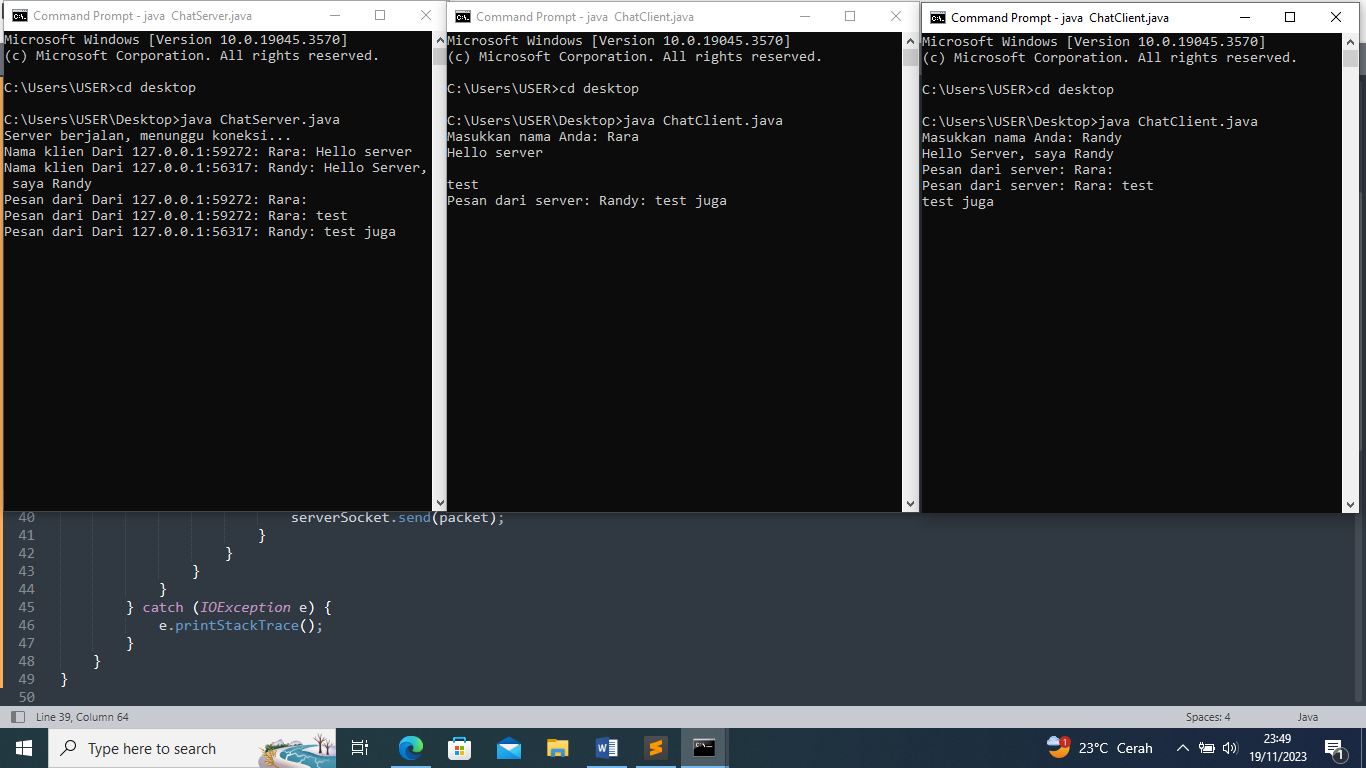 Command Prompt - java  ChatServer.java
Microsoft Windows [Version 10.0.19045.3570]
(c) Microsoft Corporation. All rights reserved.
C:\Users\USER>cd desktop
C:\Users\USER\Desktop>java ChatServer.java
Server berjalan, menunggu koneksi...
Nama klien Dari 127.0.0.1:59272: Rara: Hello server
Nama klien Dari 127.0.0.1:56317: Randy: Hello Server,
 saya Randy
Pesan dari Dari 127.0.0.1:59272: Rara:
Pesan dari Dari 127.0.0.1:59272: Rara: test
Pesan dari Dari 127.0.0.1:56317: Randy: test juga
Command Prompt - java  ChatClient.java
Microsoft Windows [Version 10.0.19045.3570]
(c) Microsoft Corporation. All rights reserved.
C:\Users\USER>cd desktop
C:\Users\USER\Desktop>java ChatClient.java
Masukkan nama Anda: Rara
Hello server
test
Pesan dari server: Randy: test juga
Command Prompt - java  ChatClient.java
Microsoft Windows [Version 10.0.19045.3570]
(c) Microsoft Corporation. All rights reserved.
C:\Users\USER>cd desktop
C:\Users\USER\Desktop>java ChatClient.java
Masukkan nama Anda: Randy
Hello Server, saya Randy
Pesan dari server: Rara:
Pesan dari server: Rara: test
test juga
40 serverSocket.send(packet);
41 }
42 }
43 }
44 }
45 } catch (IOException e) {
46 e.printStackTrace();
47 }
48 }
49 }
50
Line 39, Column 64
Spaces: 4
Java
Type here to search
1
23°C Cerah
23:49
19/11/2023
1